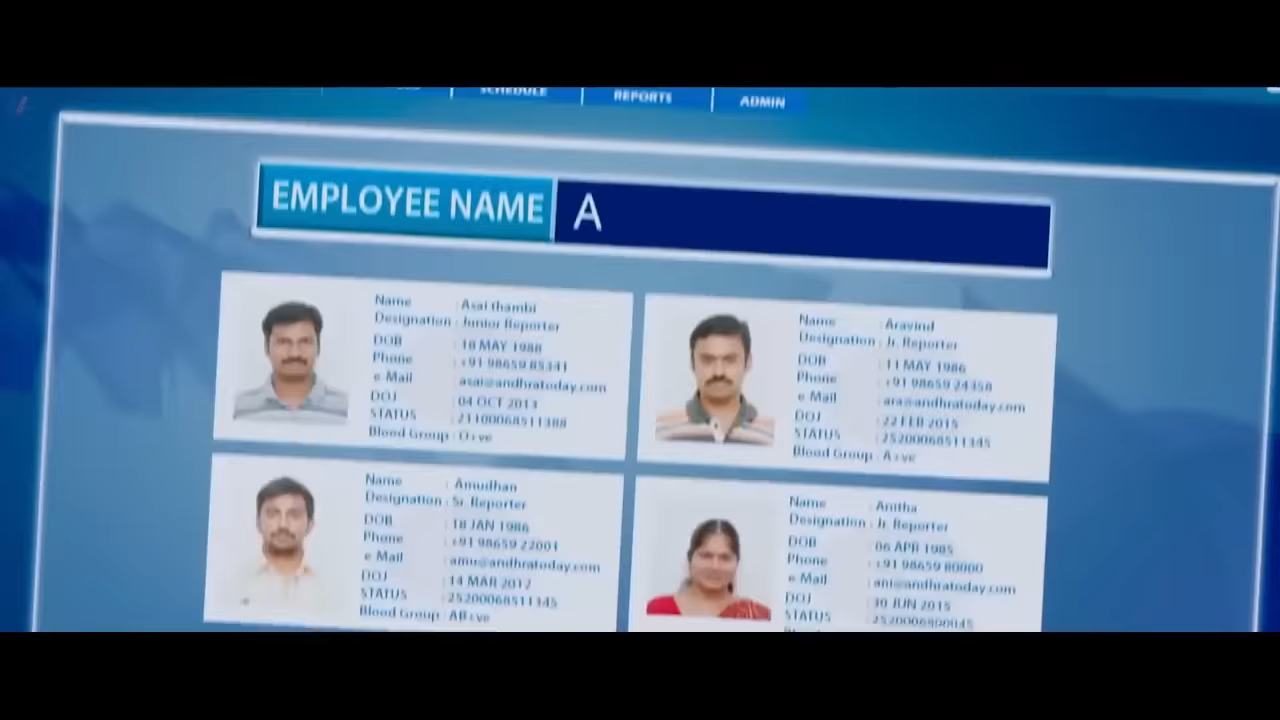 SCHEDULE
REPORTS
ADMIN
EMPLOYEE NAME A
Name : Asai thambi
Designation : Junior Reporter
DOB : 18 MAY 1988
Phone : +91 98659 85341
e Mail : asai@andhratoday.com
DOJ : 04 OCT 2013
STATUS : 21100068511388
Blood Group : O+ve
Name : Aravind
Designation : Jr. Reporter
DOB : 11 MAY 1986
Phone : +91 98659 24358
e Mail : ara@andhratoday.com
DOJ : 22 FEB 2015
STATUS : 25200068511345
Blood Group : A+ve
Name : Amudhan
Designation : Sr. Reporter
DOB : 18 JAN 1986
Phone : +91 98659 22001
e Mail : amu@andhratoday.com
DOJ : 14 MAR 2012
STATUS : 25200068511345
Blood Group : AB+ve
Name : Anitha
Designation : Jr. Reporter
DOB : 06 APR 1985
Phone : +91 98659 80000
e Mail : ani@andhratoday.com
DOJ : 30 JUN 2015
STATUS